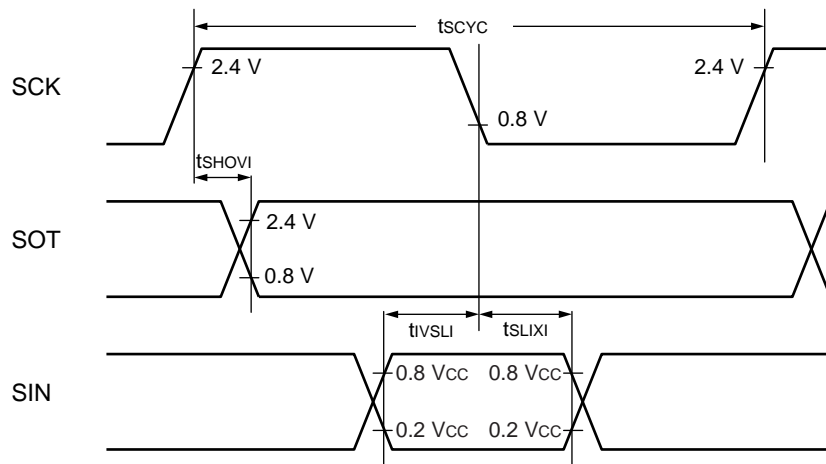 tSCYC
SCK
2.4 V
2.4 V
0.8 V
tSHOVI
SOT
2.4 V
0.8 V
tIVSLI
tSLIXI
SIN
0.8 VCC
0.8 VCC
0.2 VCC
0.2 VCC